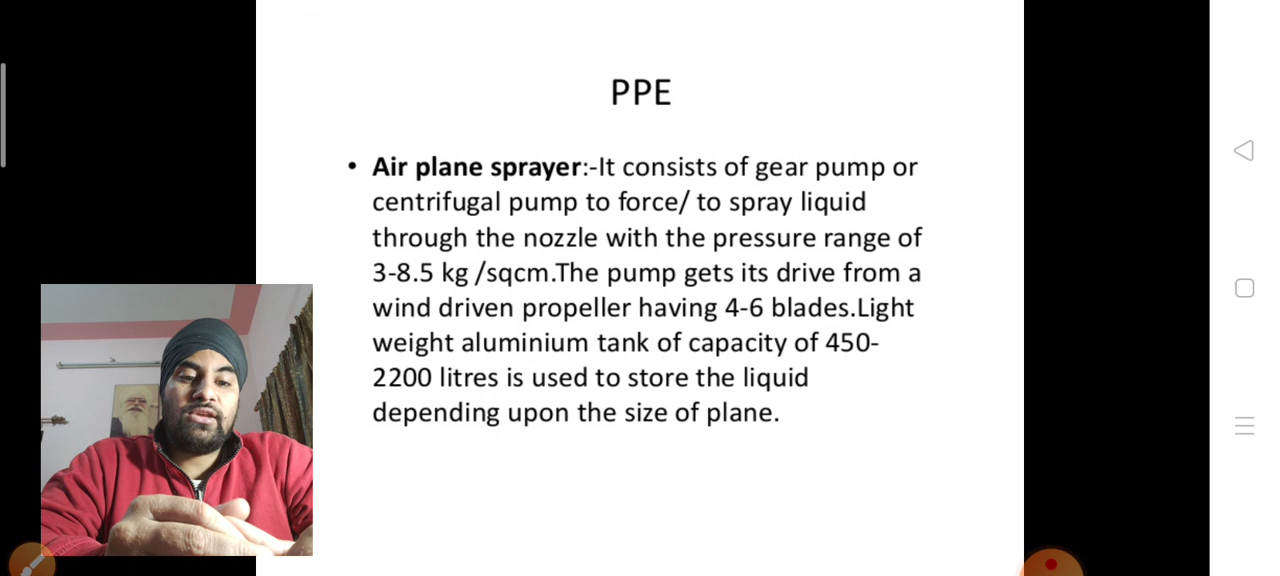 PPE
• Air plane sprayer:-It consists of gear pump or
centrifugal pump to force/ to spray liquid
through the nozzle with the pressure range of
3-8.5 kg /sqcm.The pump gets its drive from a
wind driven propeller having 4-6 blades.Light
weight aluminium tank of capacity of 450-
2200 litres is used to store the liquid
depending upon the size of plane.